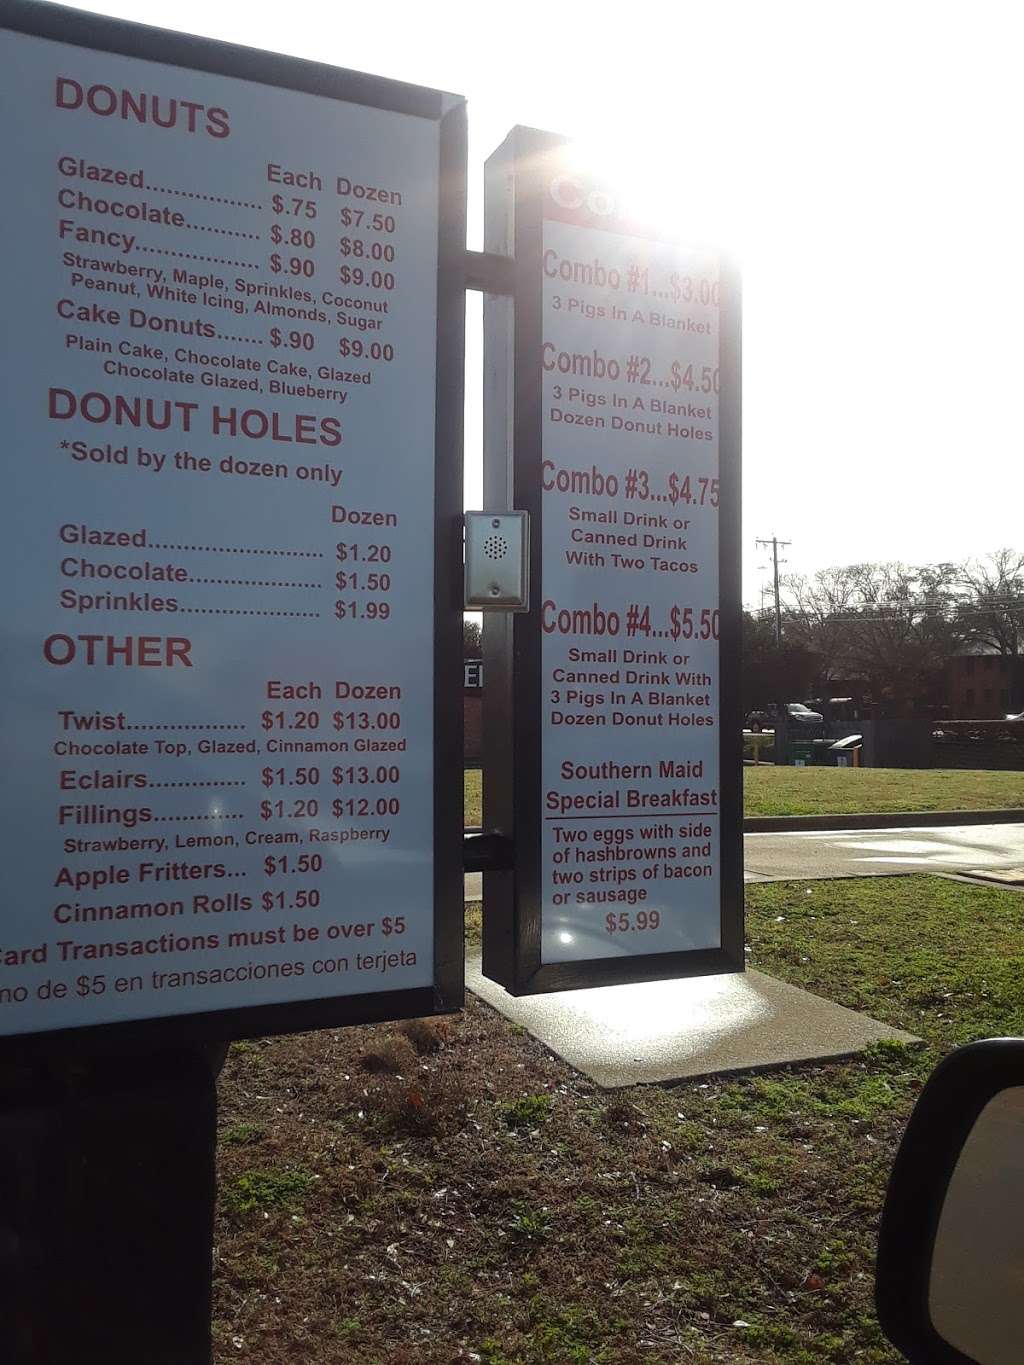 DONUTS
Each Dozen
Glazed................. $.75 $7.50
Chocolate........... $.80 $8.00
Fancy.................. $.90 $9.00
Strawberry, Maple, Sprinkles, Coconut
Peanut, White Icing, Almonds, Sugar
Cake Donuts....... $.90 $9.00
Plain Cake, Chocolate Cake, Glazed
Chocolate Glazed, Blueberry
DONUT HOLES
*Sold by the dozen only
Dozen
Glazed......................... $1.20
Chocolate................... $1.50
Sprinkles.................... $1.99
OTHER
Each Dozen
Twist................. $1.20 $13.00
Chocolate Top, Glazed, Cinnamon Glazed
Eclairs.............. $1.50 $13.00
Fillings............. $1.20 $12.00
Strawberry, Lemon, Cream, Raspberry
Apple Fritters... $1.50
Cinnamon Rolls $1.50
Card Transactions must be over $5
no de $5 en transacciones con terjeta
Co
Combo #1...$3.00
3 Pigs In A Blanket
Combo #2...$4.50
3 Pigs In A Blanket
Dozen Donut Holes
Combo #3...$4.75
Small Drink or
Canned Drink
With Two Tacos
Combo #4...$5.50
Small Drink or
Canned Drink With
3 Pigs In A Blanket
Dozen Donut Holes
Southern Maid
Special Breakfast
Two eggs with side
of hashbrowns and
two strips of bacon
or sausage
$5.99